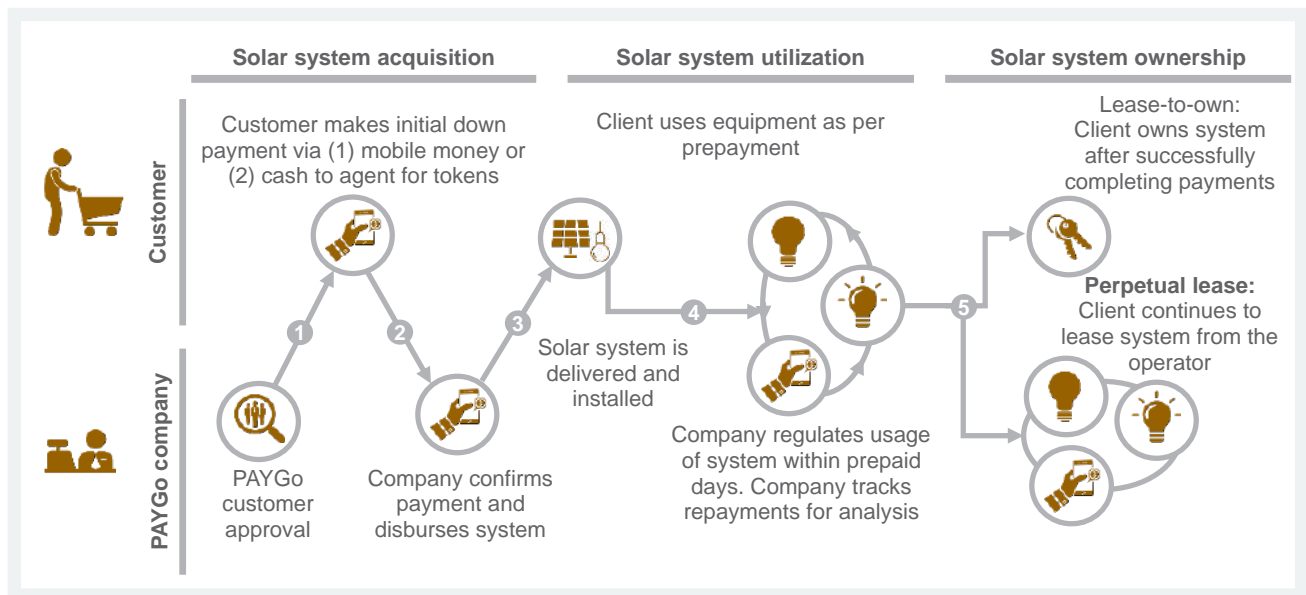 Solar system acquisition
Solar system utilization
Solar system ownership
Customer
Customer makes initial down
payment via (1) mobile money or
(2) cash to agent for tokens
Client uses equipment as per
prepayment
Lease-to-own:
Client owns system
after successfully
completing payments
1
2
3
4
5
Solar system is
delivered and
installed
Perpetual lease:
Client continues to
lease system from the
operator
PAYGo company
PAYGo
customer
approval
Company confirms
payment and
disburses system
Company regulates usage
of system within prepaid
days. Company tracks
repayments for analysis